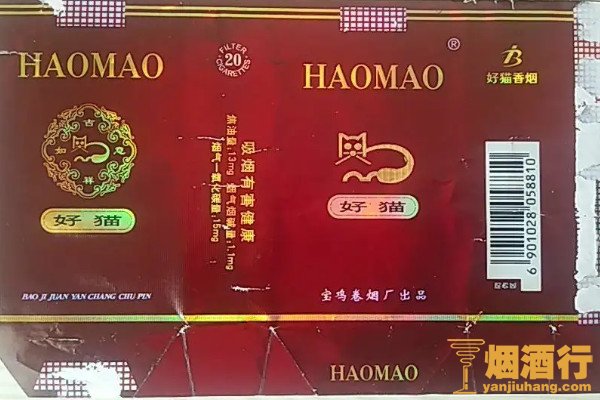 HAOMAO
吉
如
意
祥
好猫
BAO JI JUAN YAN CHANG CHU PIN
FILTER
20
CIGARETTES
吸烟有害健康
焦油量:13mg 烟气烟碱量:1.1mg
烟气一氧化碳量:15mg
HAOMAO
®
好猫
宝鸡卷烟厂出品
好猫香烟
6 901028 058810
HAOMAO
烟酒行
yanjiuhang.com